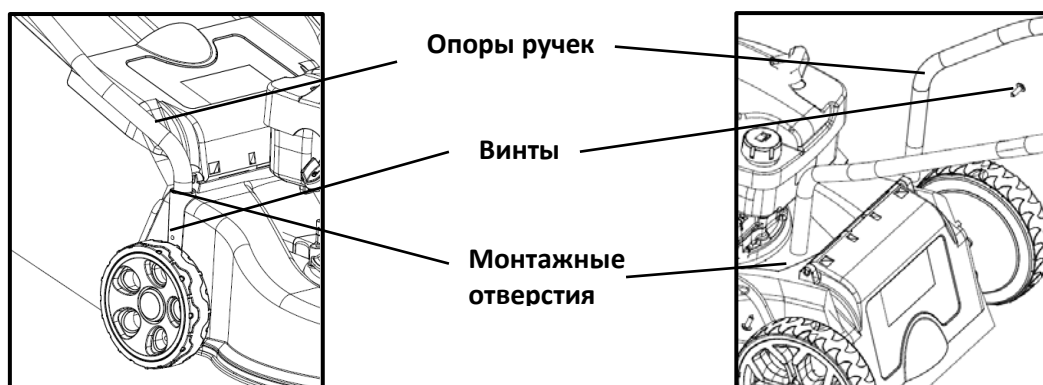 Опоры ручек
Винты
Монтажные
отверстия